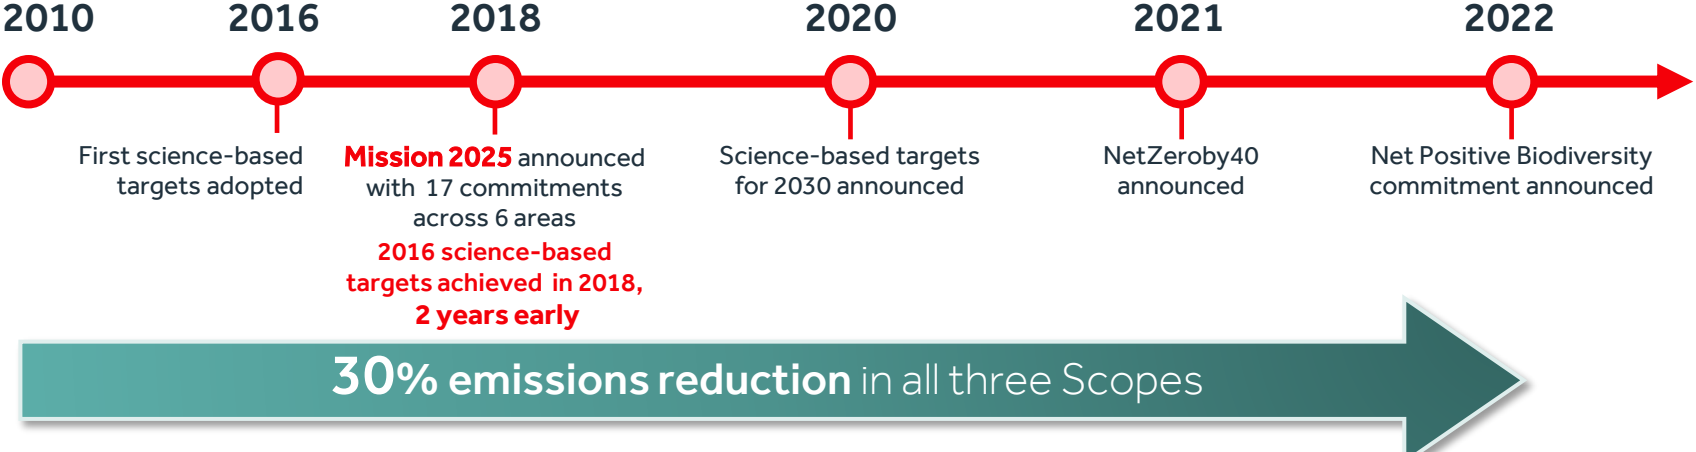 2010
2016
2018
2020
2021
2022
First science-based
targets adopted
Mission 2025 announced
with 17 commitments
across 6 areas
2016 science-based
targets achieved in 2018,
2 years early
Science-based targets
for 2030 announced
NetZeroby40
announced
Net Positive Biodiversity
commitment announced
30% emissions reduction in all three Scopes